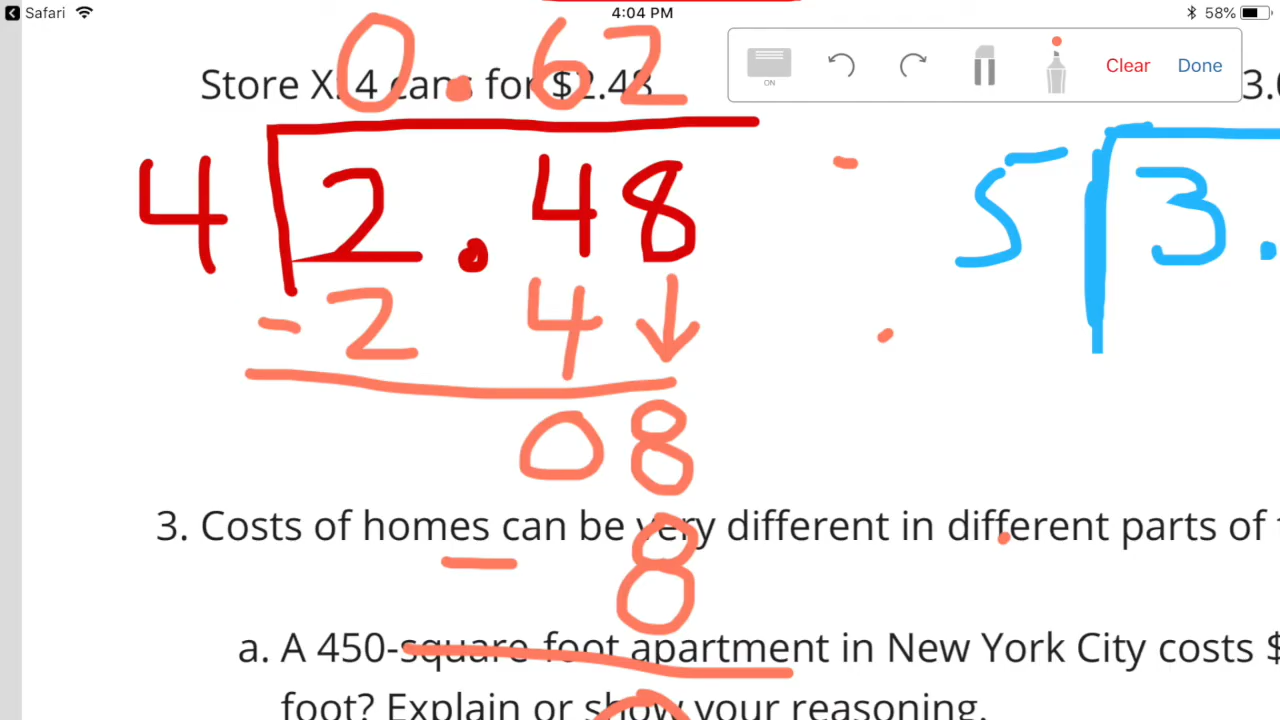 Safari 4:04 PM 58%
0.62
Store X: 4 cans for $2.48
ON Clear Done
3.
4 2.48
5 3.
- 2 4
08
3. Costs of homes can be very different in different parts of
- 8
a. A 450-square foot apartment in New York City costs $
foot? Explain or show your reasoning.